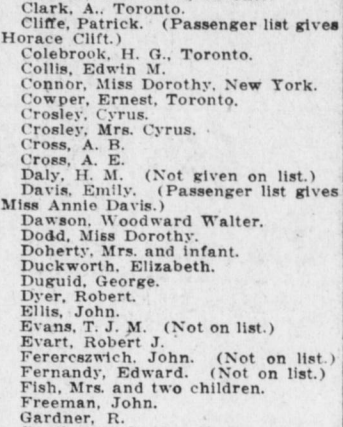 Clark, A., Toronto.
Cliffe, Patrick. (Passenger list gives
Horace Clift.)
Colebrook, H. G., Toronto.
Collis, Edwin M.
Connor, Miss Dorothy, New York.
Cowper, Ernest, Toronto.
Crosley, Cyrus.
Crosley, Mrs. Cyrus.
Cross, A. B.
Cross, A. E.
Daly, H. M. (Not given on list.)
Davis, Emily. (Passenger list gives
Miss Annie Davis.)
Dawson, Woodward Walter.
Dodd, Miss Dorothy.
Doherty, Mrs. and infant.
Duckworth, Elizabeth.
Duguid, George.
Dyer, Robert.
Ellis, John.
Evans, T. J. M. (Not on list.)
Evart, Robert J.
Ferercszwich, John. (Not on list.)
Fernandy, Edward. (Not on list.)
Fish, Mrs. and two children.
Freeman, John.
Gardner, R.